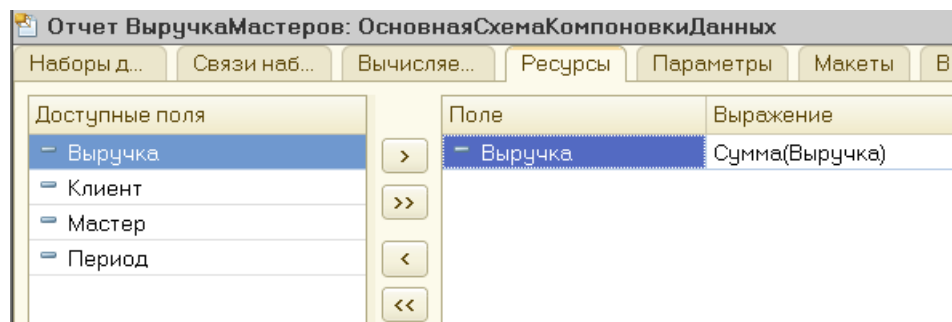 Отчет ВыручкаМастеров: ОсновнаяСхемаКомпоновкиДанных
Наборы д... Связи наб... Вычисляе... Ресурсы Параметры Макеты В
Доступные поля Поле Выражение
Выручка > Выручка Сумма(Выручка)
Клиент
>>
Мастер
Период <
<<